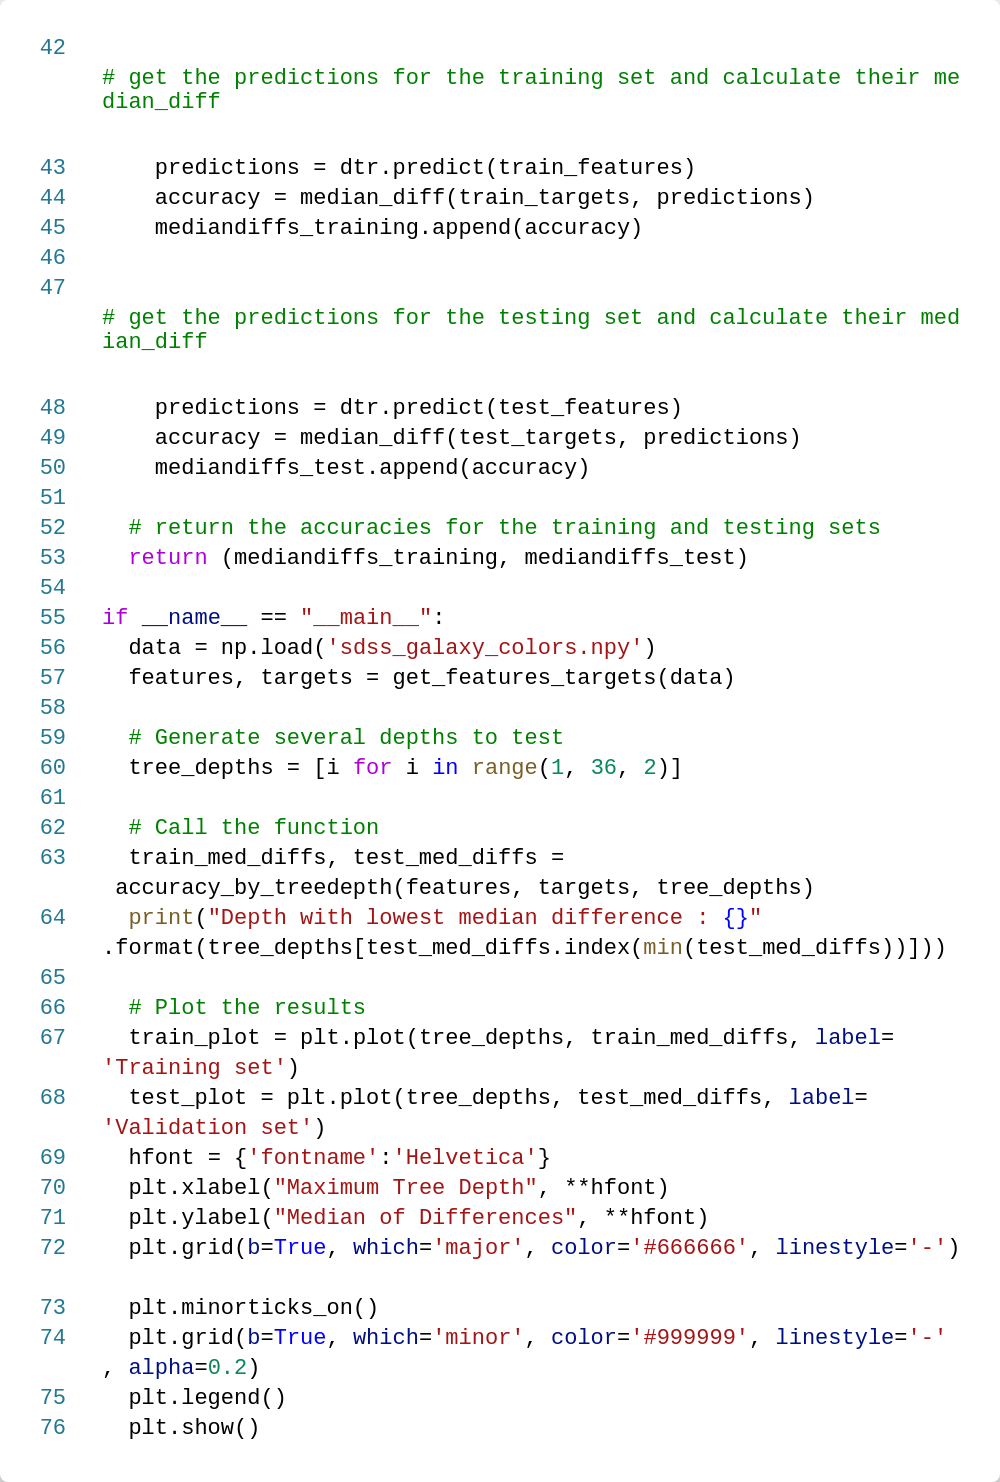 42
# get the predictions for the training set and calculate their me
dian_diff
43     predictions = dtr.predict(train_features)
44     accuracy = median_diff(train_targets, predictions)
45     mediandiffs_training.append(accuracy)
46
47
# get the predictions for the testing set and calculate their med
ian_diff
48     predictions = dtr.predict(test_features)
49     accuracy = median_diff(test_targets, predictions)
50     mediandiffs_test.append(accuracy)
51
52   # return the accuracies for the training and testing sets
53   return (mediandiffs_training, mediandiffs_test)
54
55 if __name__ == "__main__":
56   data = np.load('sdss_galaxy_colors.npy')
57   features, targets = get_features_targets(data)
58
59   # Generate several depths to test
60   tree_depths = [i for i in range(1, 36, 2)]
61
62   # Call the function
63   train_med_diffs, test_med_diffs =
 accuracy_by_treedepth(features, targets, tree_depths)
64   print("Depth with lowest median difference : {}"
.format(tree_depths[test_med_diffs.index(min(test_med_diffs))]))
65
66   # Plot the results
67   train_plot = plt.plot(tree_depths, train_med_diffs, label=
'Training set')
68   test_plot = plt.plot(tree_depths, test_med_diffs, label=
'Validation set')
69   hfont = {'fontname':'Helvetica'}
70   plt.xlabel("Maximum Tree Depth", **hfont)
71   plt.ylabel("Median of Differences", **hfont)
72   plt.grid(b=True, which='major', color='#666666', linestyle='-')
73   plt.minorticks_on()
74   plt.grid(b=True, which='minor', color='#999999', linestyle='-'
, alpha=0.2)
75   plt.legend()
76   plt.show()